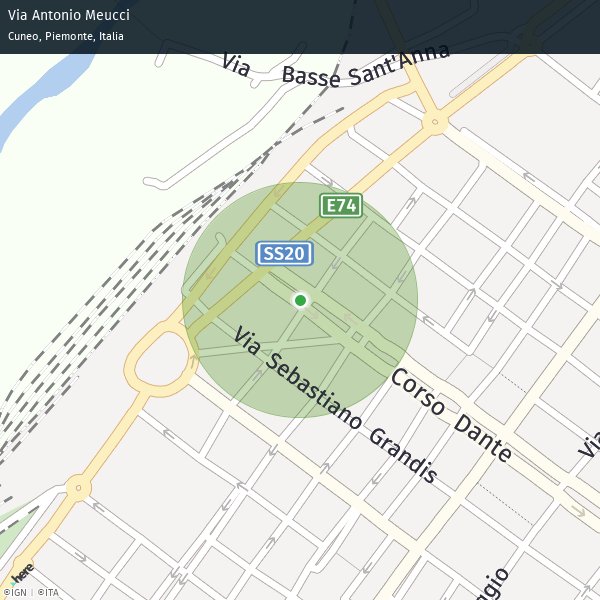 Via Antonio Meucci
Cuneo, Piemonte, Italia
Via Basse Sant'Anna
E74
SS20
Via Sebastiano Grandis
Corso Dante
Via
ggio
here
©IGN | ©ITA